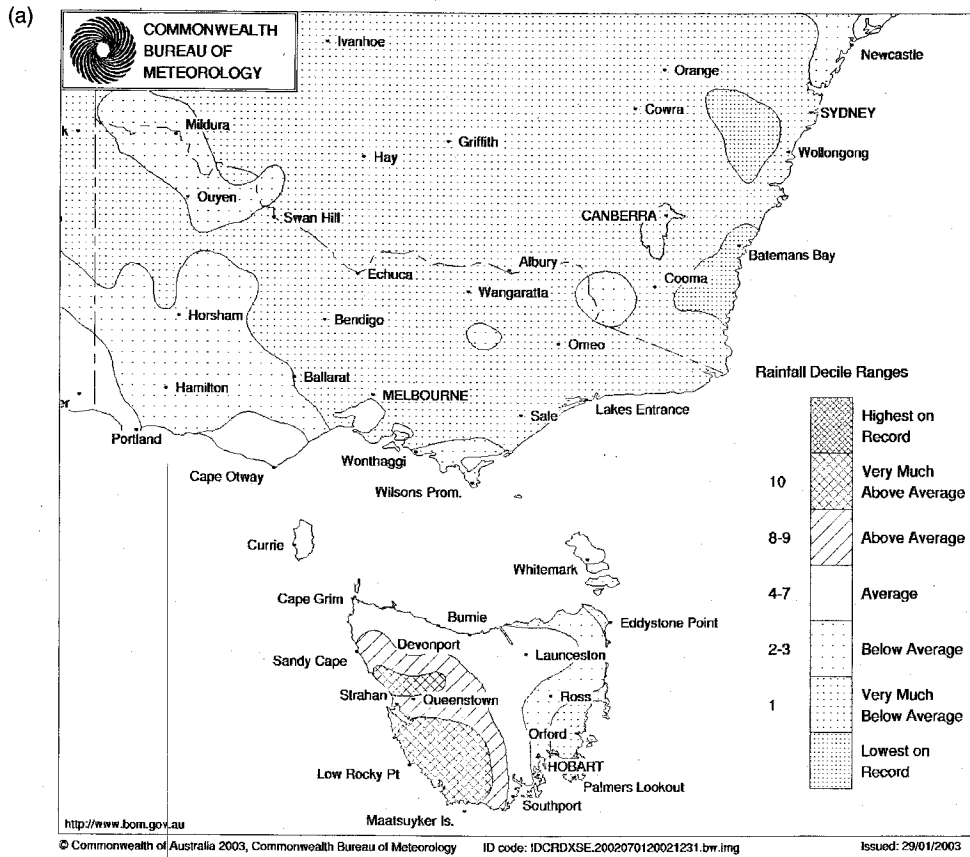 (a)
COMMONWEALTH
BUREAU OF
METEOROLOGY
Ivanhoe
Newcastle
Orange
Cowra
SYDNEY
k
Mildura
Griffith
Hay
Wollongong
Ouyen
Swan Hill
CANBERRA
Batemans Bay
Albury
Echuca
Cooma
Wangaratta
Horsham
Bendigo
Omeo
Ballarat
Hamilton
MELBOURNE
er
Sale
Lakes Entrance
Portland
Wonthaggi
Cape Otway
Wilsons Prom.
Currie
Whitemark
Cape Grim
Burnie
Eddystone Point
Devonport
Launceston
Sandy Cape
Strahan
Queenstown
Ross
Orford
HOBART
Low Rocky Pt
Palmers Lookout
Southport
Maatsuyker Is.
Rainfall Decile Ranges
Highest on
Record
10 Very Much
Above Average
8-9 Above Average
4-7 Average
2-3 Below Average
1 Very Much
Below Average
Lowest on
Record
http://www.bom.gov.au
© Commonwealth of Australia 2003, Commonwealth Bureau of Meteorology ID code: IDCRDXSE.2002070120021231.bw.img Issued: 29/01/2003